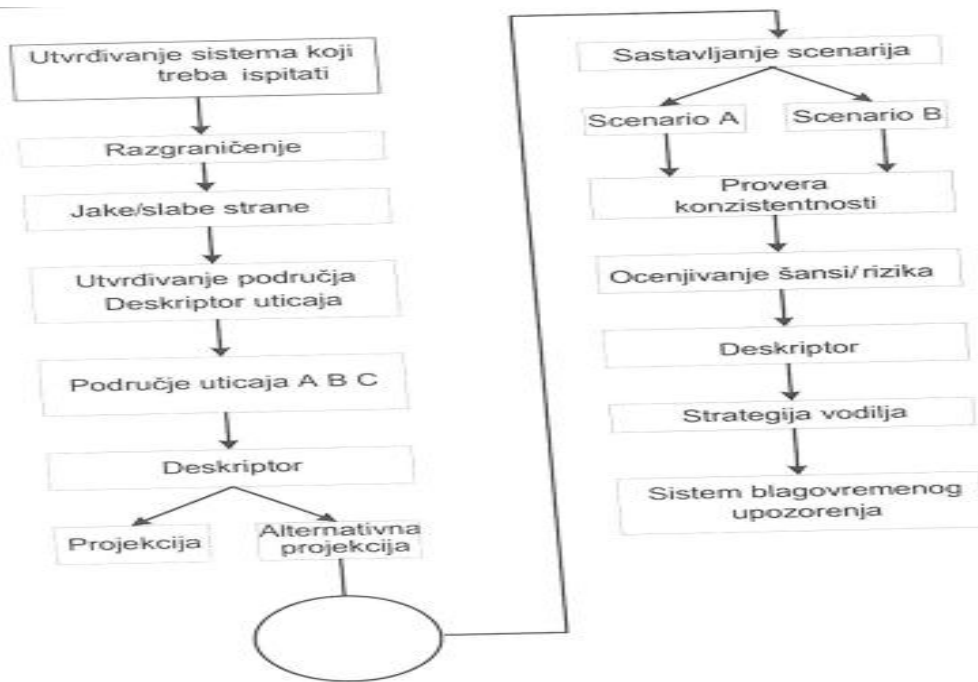 Utvrđivanje sistema koji
treba ispitati
Razgraničenje
Jake/slabe strane
Utvrđivanje područja
Deskriptor uticaja
Područje uticaja A B C
Deskriptor
Projekcija
Alternativna
projekcija
Sastavljanje scenarija
Scenario A
Scenario B
Provera
konzistentnosti
Ocenjivanje šansi/rizika
Deskriptor
Strategija vodilja
Sistem blagovremenog
upozorenja